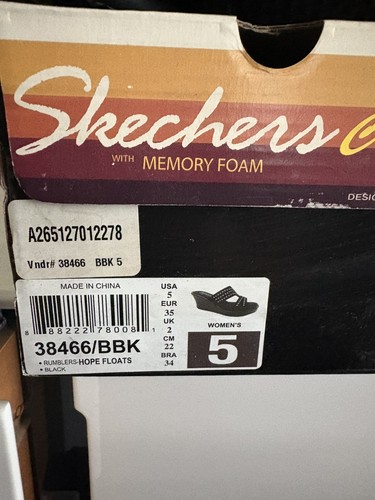 Skechers
WITH MEMORY FOAM
A265127012278
Vndr# 38466 BBK 5
MADE IN CHINA
8 88222 78008 1
38466/BBK
• RUMBLERS-HOPE FLOATS
• BLACK
USA
5
EUR
35
UK
2
CM
22
BRA
34
WOMEN'S
5